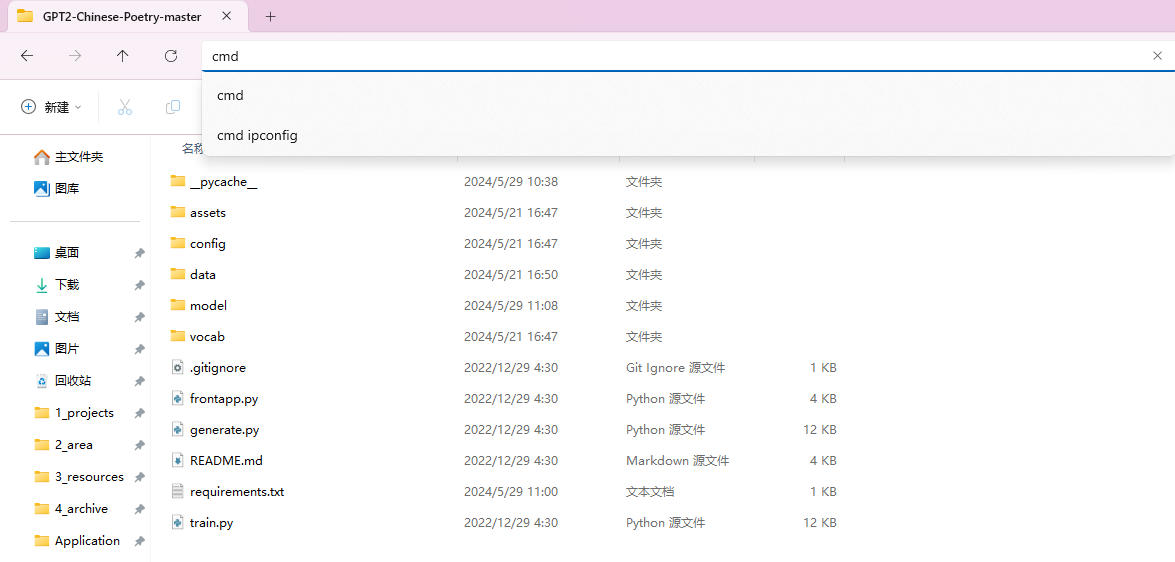 GPT2-Chinese-Poetry-master
cmd
新建
cmd
cmd ipconfig
名称
主文件夹
图库
桌面
下载
文档
图片
回收站
1_projects
2_area
3_resources
4_archive
Application
__pycache__ 2024/5/29 10:38 文件夹
assets 2024/5/21 16:47 文件夹
config 2024/5/21 16:47 文件夹
data 2024/5/21 16:50 文件夹
model 2024/5/29 11:08 文件夹
vocab 2024/5/21 16:47 文件夹
.gitignore 2022/12/29 4:30 Git Ignore 源文件 1 KB
frontapp.py 2022/12/29 4:30 Python 源文件 4 KB
generate.py 2022/12/29 4:30 Python 源文件 12 KB
README.md 2022/12/29 4:30 Markdown 源文件 4 KB
requirements.txt 2024/5/29 11:00 文本文档 1 KB
train.py 2022/12/29 4:30 Python 源文件 12 KB